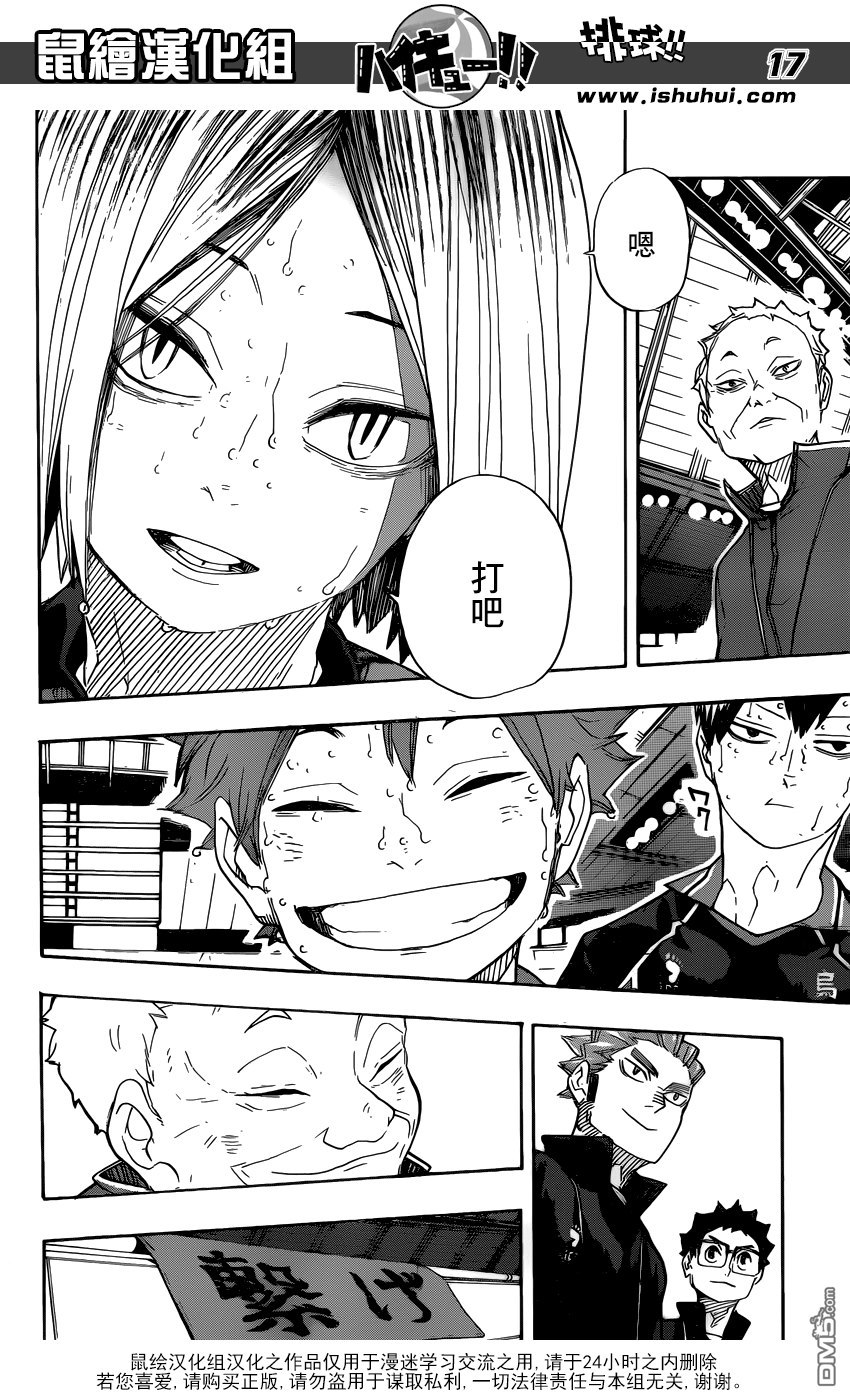 鼠繪漢化組
ハイキュー!!
排球!!
17
www.ishuhui.com
嗯
打
吧
烏
繋げ
鼠绘汉化组汉化之作品仅用于漫迷学习交流之用,请于24小时之内删除
若您喜爱,请购买正版,请勿盗用于谋取私利,一切法律责任与本组无关,谢谢。
DM5.com